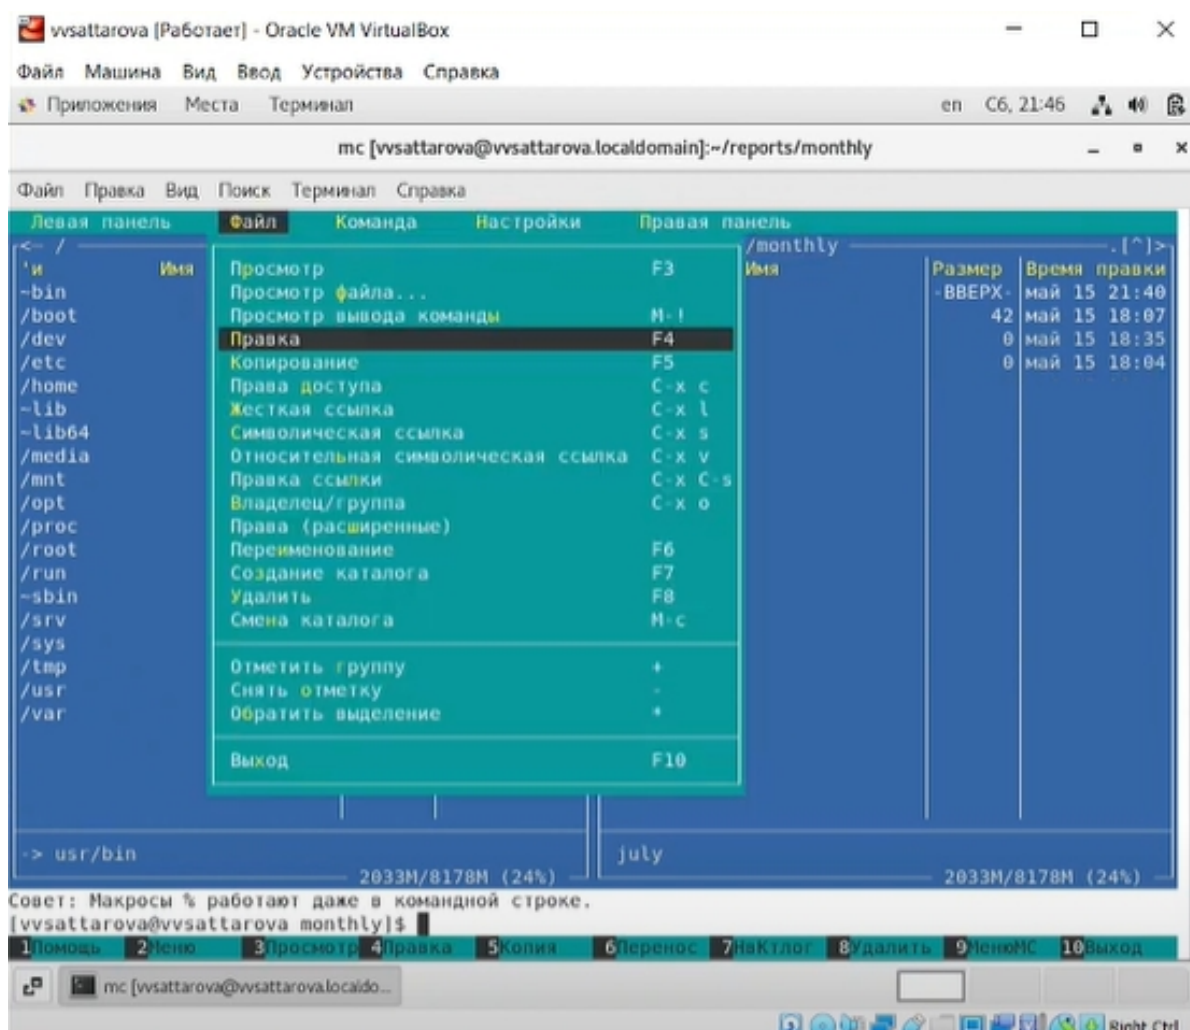 vvsattarova [Работает] - Oracle VM VirtualBox
Файл Машина Вид Ввод Устройства Справка
Приложения Места Терминал en Сб, 21:46
mc [vvsattarova@vvsattarova.localdomain]:~/reports/monthly
Файл Правка Вид Поиск Терминал Справка
Левая панель Файл Команда Настройки Правая панель
<- / /monthly .[^]>
'и Имя Просмотр F3 Имя Размер Время правки
~bin Просмотр файла... -ВВЕРХ- май 15 21:40
/boot Просмотр вывода команды M-! 42 май 15 18:07
/dev Правка F4 0 май 15 18:35
/etc Копирование F5 0 май 15 18:04
/home Права доступа C-x c
~lib Жесткая ссылка C-x l
~lib64 Символическая ссылка C-x s
/media Относительная символическая ссылка C-x v
/mnt Правка ссылки C-x C-s
/opt Владелец/группа C-x o
/proc Права (расширенные)
/root Переименование F6
/run Создание каталога F7
~sbin Удалить F8
/srv Смена каталога M-c
/sys
/tmp Отметить группу +
/usr Снять отметку -
/var Обратить выделение *
Выход F10
-> usr/bin july
2033M/8178M (24%) 2033M/8178M (24%)
Совет: Макросы % работают даже в командной строке.
[vvsattarova@vvsattarova monthly]$
1Помощь 2Меню 3Просмотр 4Правка 5Копия 6Перенос 7НвКтлог 8Удалить 9МенюМС 10Выход
mc [vvsattarova@vvsattarova.localdo...
Right Ctrl